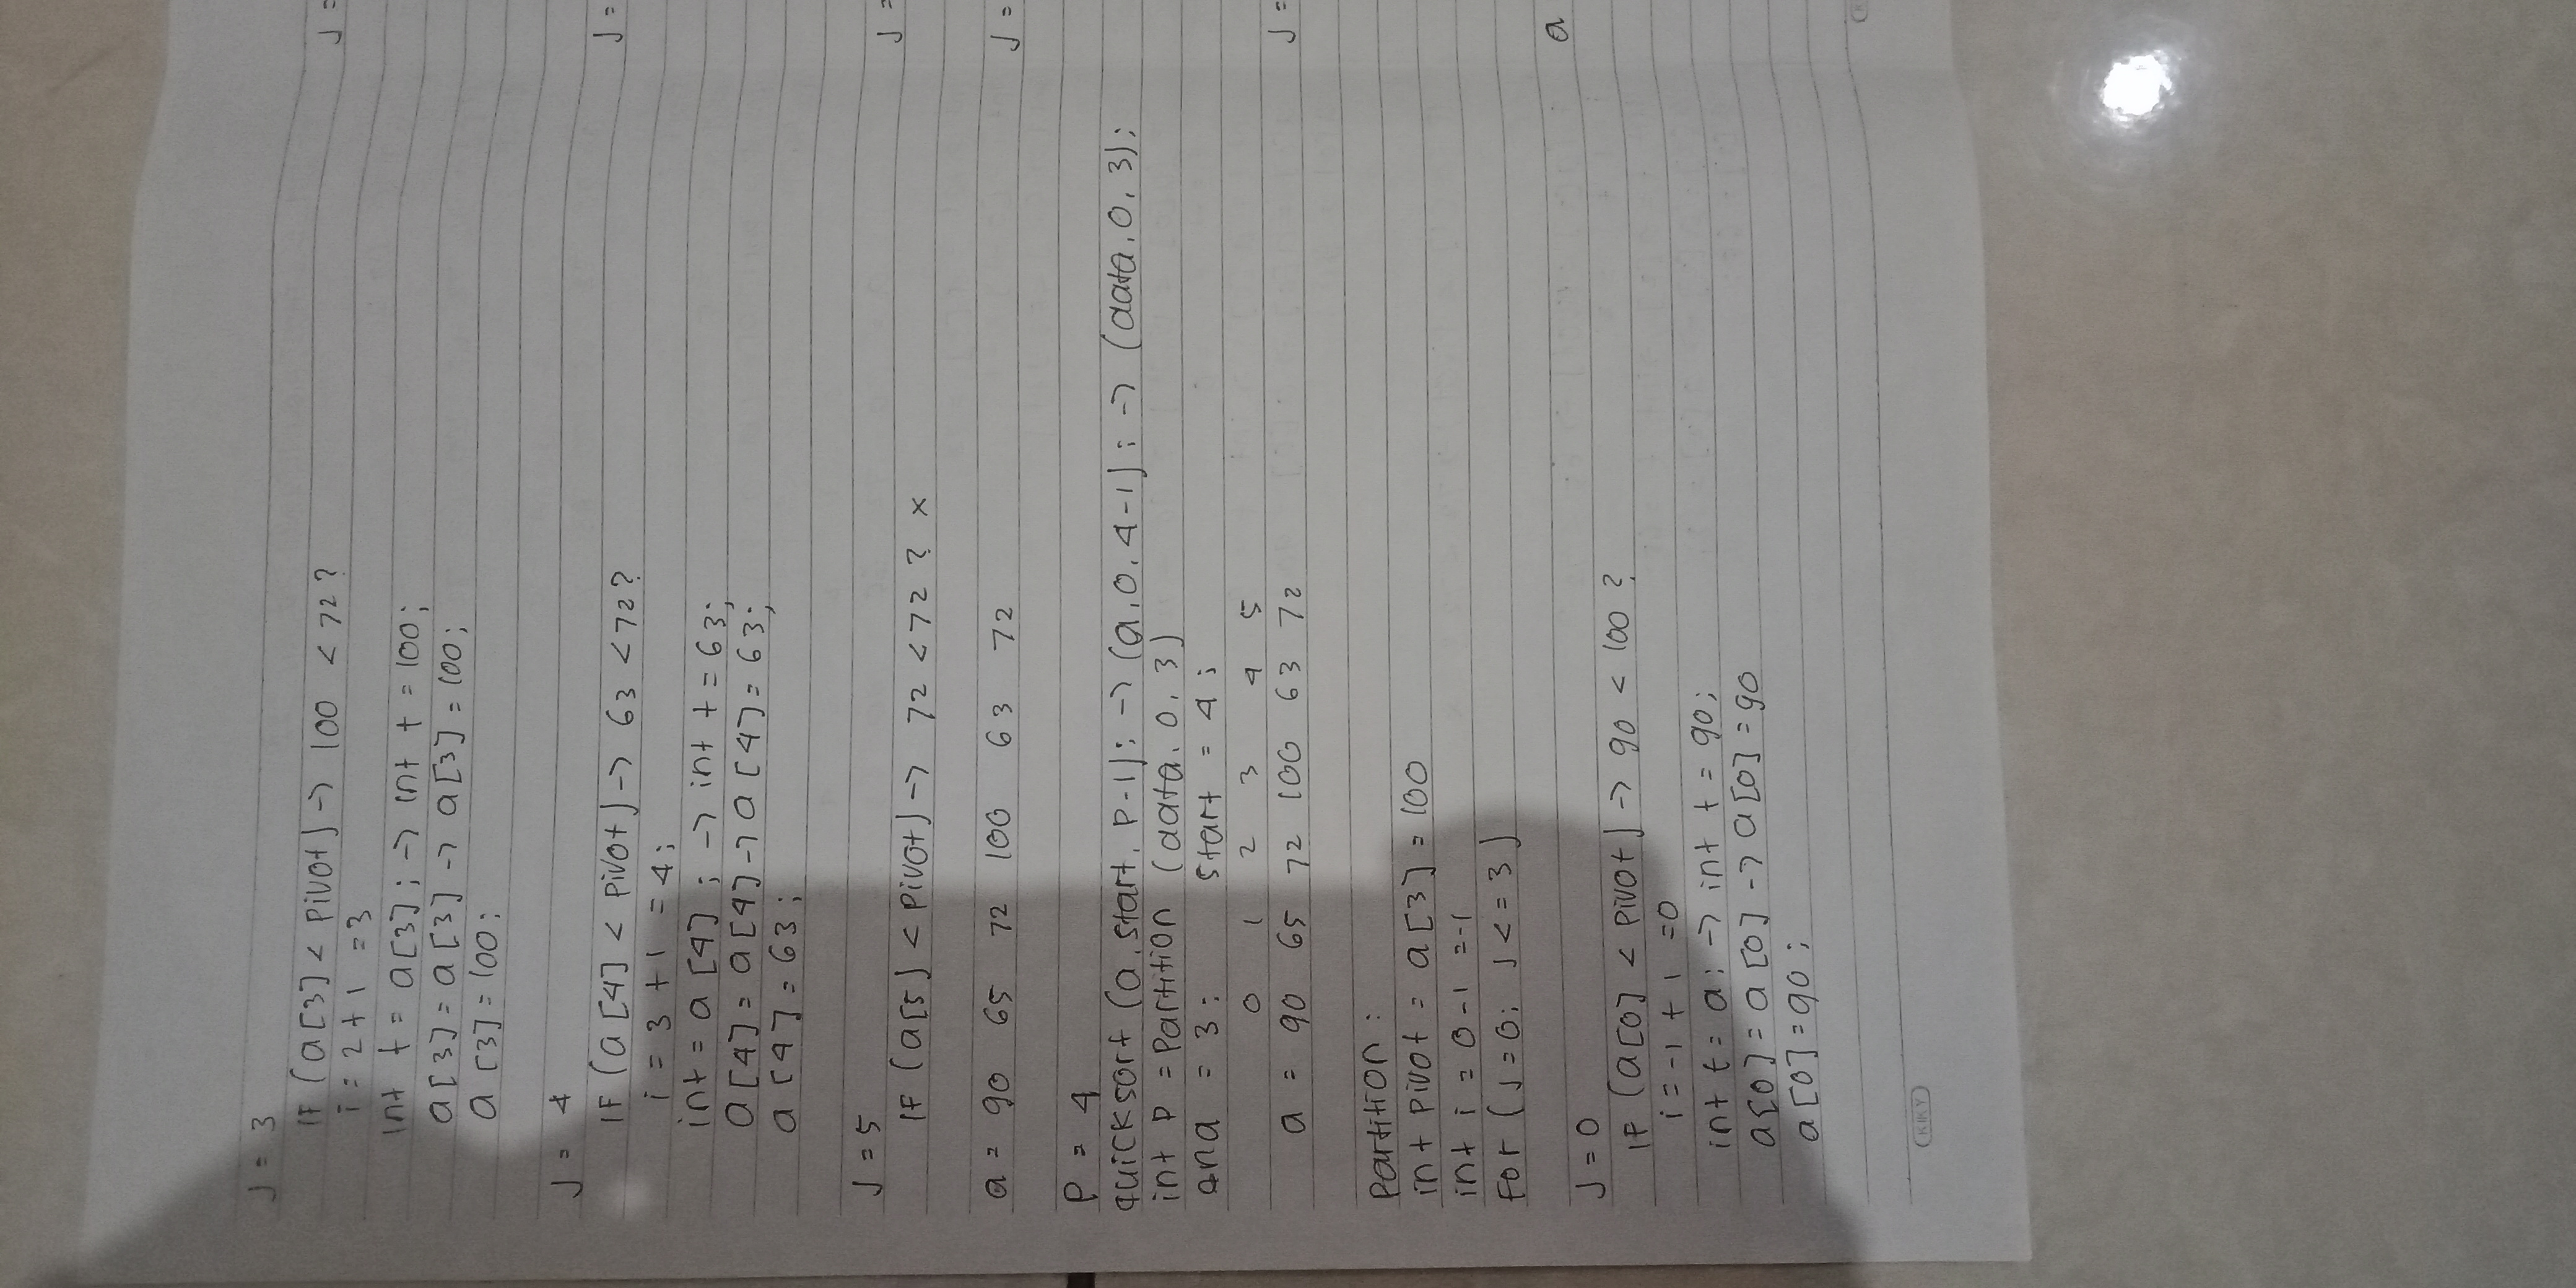 J = 3
IF (a[3] < Pivot) -> 100 < 72?
i = 2 + 1 = 3
int t = a[3]; -> int t = 100;
a[3] = a[3] -> a[3] = 100;
a[3] = 100;
J = 4
IF (a[4] < Pivot) -> 63 < 72?
i = 3 + 1 = 4;
int = a[4]; -> int t = 63;
a[4] = a[4] -> a[4] = 63;
a[4] = 63;
J = 5
IF (a[5] < Pivot) -> 72 < 72? x
a = 90 65 72 100 63 72
P = 4
quicksort (a, start, P-1); -> (a, 0, 4-1); -> (data, 0, 3);
int P = Partition (data, 0, 3)
end = 3; start = 4;
0 1 2 3 4 5
a = 90 65 72 100 63 72
Partition :
int Pivot = a[3] = 100
int i = 0 - 1 = -1
For (J = 0; J <= 3)
J = 0
IF (a[0] < Pivot) -> 90 < 100?
i = -1 + 1 = 0
int t = a; -> int t = 90;
a[0] = a[0] -> a[0] = 90
a[0] = 90;
KIKY
J =
J =
J =
J =
J =
a